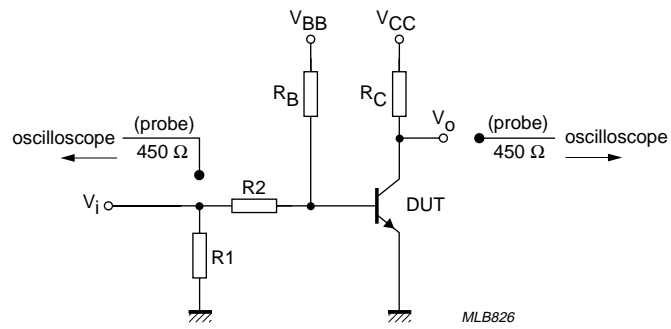 VBB
VCC
RB
RC
(probe)
oscilloscope
450 Ω
Vo
(probe)
oscilloscope
450 Ω
R2
Vi
DUT
R1
MLB826